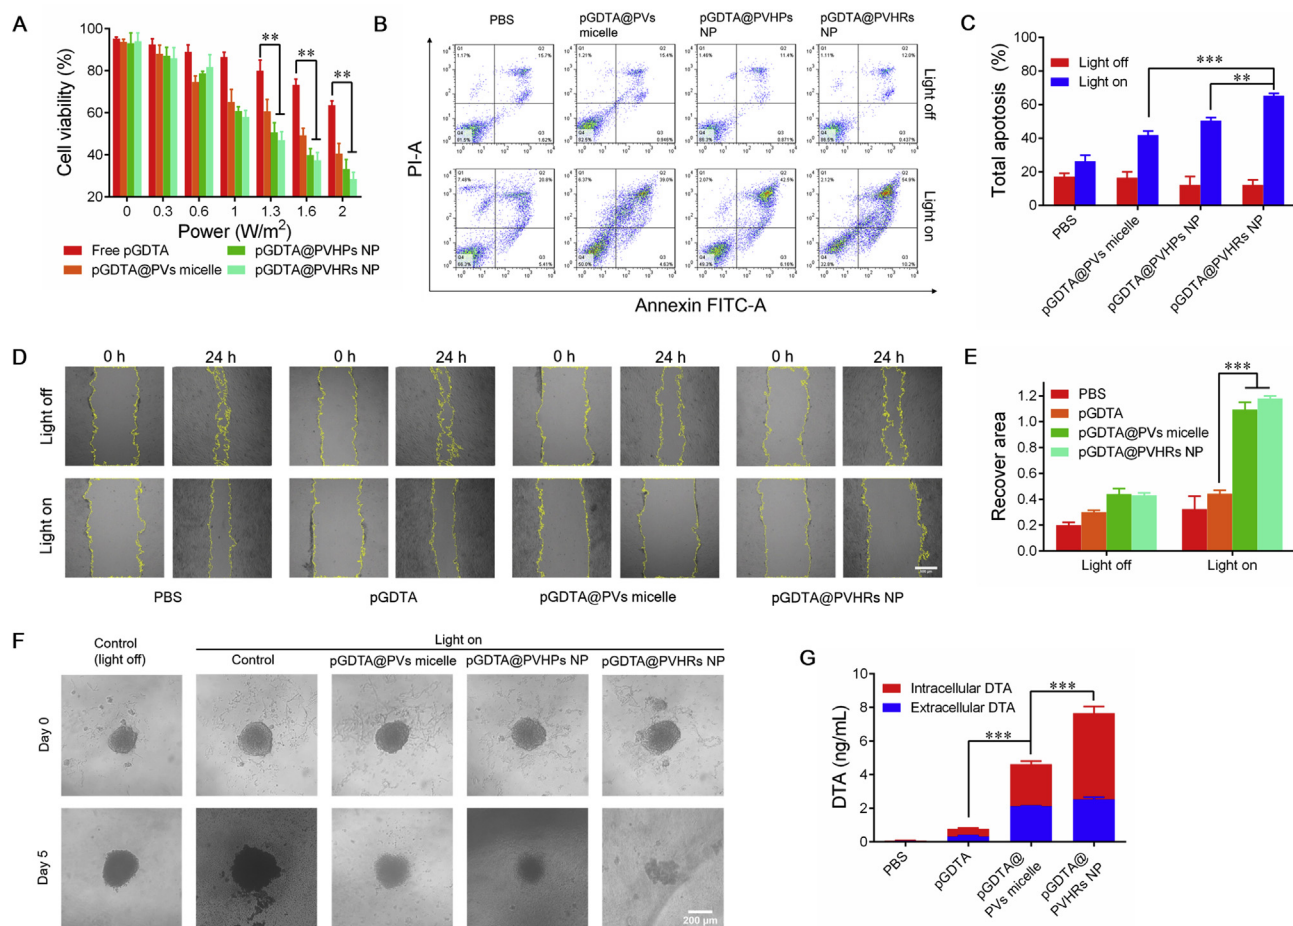 A
Cell viability (%)
100
80
60
40
20
0
0.3
0.6
1
1.3
1.6
2
**
**
**
Power (W/m²)
Free pGDTA
pGDTA@PVs micelle
pGDTA@PVHPs NP
pGDTA@PVHRs NP
B
PBS
pGDTA@PVs
micelle
pGDTA@PVHPs
NP
pGDTA@PVHRs
NP
Light off
Light on
PI-A
Annexin FITC-A
C
Total apotosis (%)
100
80
60
40
20
0
Light off
Light on
***
**
PBS
pGDTA@PVs micelle
pGDTA@PVHPs NP
pGDTA@PVHRs NP
D
0 h
24 h
0 h
24 h
0 h
24 h
0 h
24 h
Light off
Light on
PBS
pGDTA
pGDTA@PVs micelle
pGDTA@PVHRs NP
E
Recover area
1.2
1.0
0.8
0.6
0.4
0.2
0.0
PBS
pGDTA
pGDTA@PVs micelle
pGDTA@PVHRs NP
***
Light off
Light on
F
Control
(light off)
Light on
Control
pGDTA@PVs micelle
pGDTA@PVHPs NP
pGDTA@PVHRs NP
Day 0
Day 5
200 μm
G
DTA (ng/mL)
10
8
6
4
2
0
Intracellular DTA
Extracellular DTA
***
***
PBS
pGDTA
pGDTA@
PVs micelle
pGDTA@
PVHRs NP